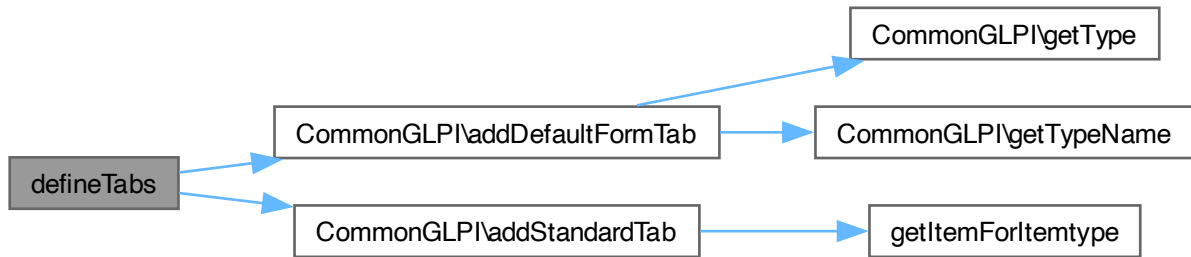 CommonGLPI\getType
CommonGLPI\addDefaultFormTab
CommonGLPI\getTypeName
defineTabs
CommonGLPI\addStandardTab
getItemForItemtype